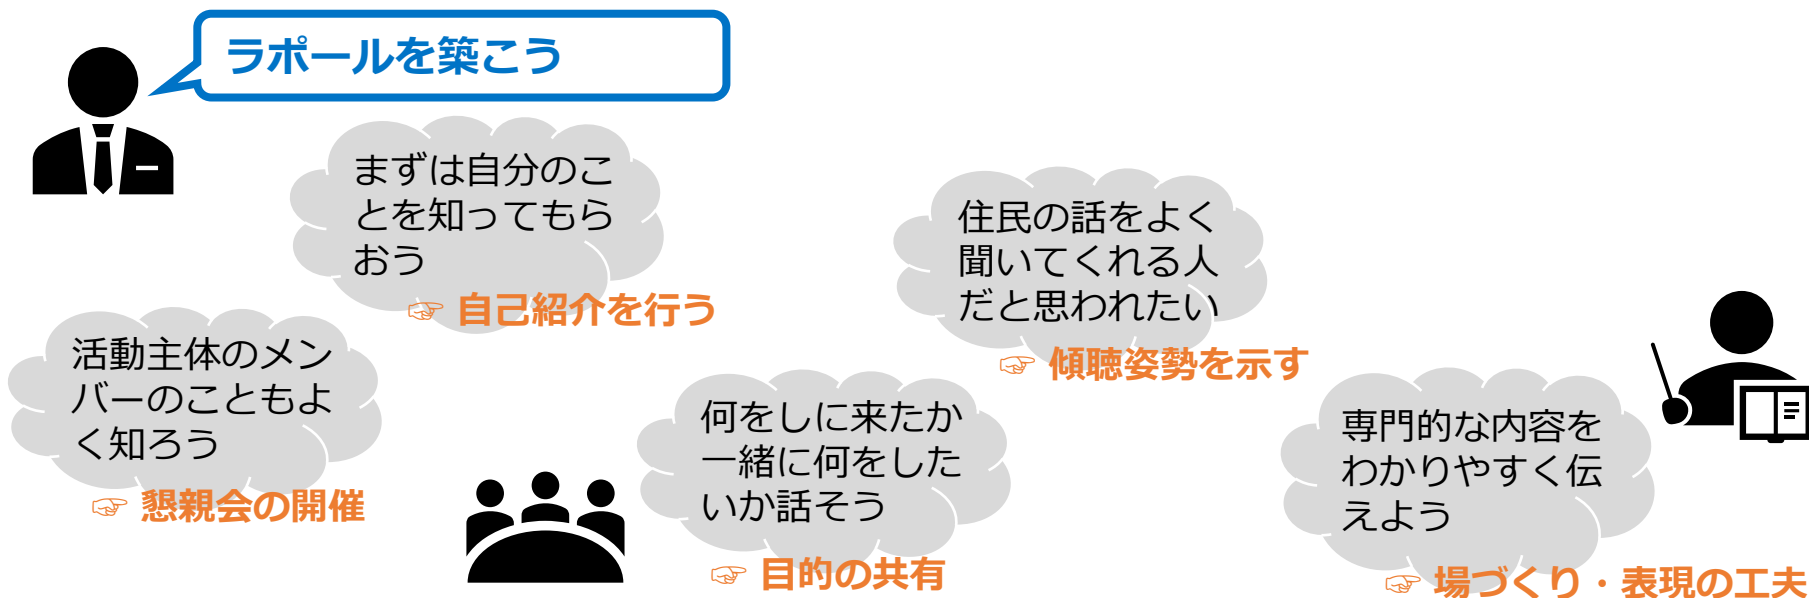 ラポールを築こう
まずは自分のこ
とを知ってもら
おう
☞ 自己紹介を行う
活動主体のメン
バーのこともよ
く知ろう
☞ 懇親会の開催
住民の話をよく
聞いてくれる人
だと思われたい
☞ 傾聴姿勢を示す
何をしに来たか
一緒に何をした
いか話そう
☞ 目的の共有
専門的な内容を
わかりやすく伝
えよう
☞ 場づくり・表現の工夫